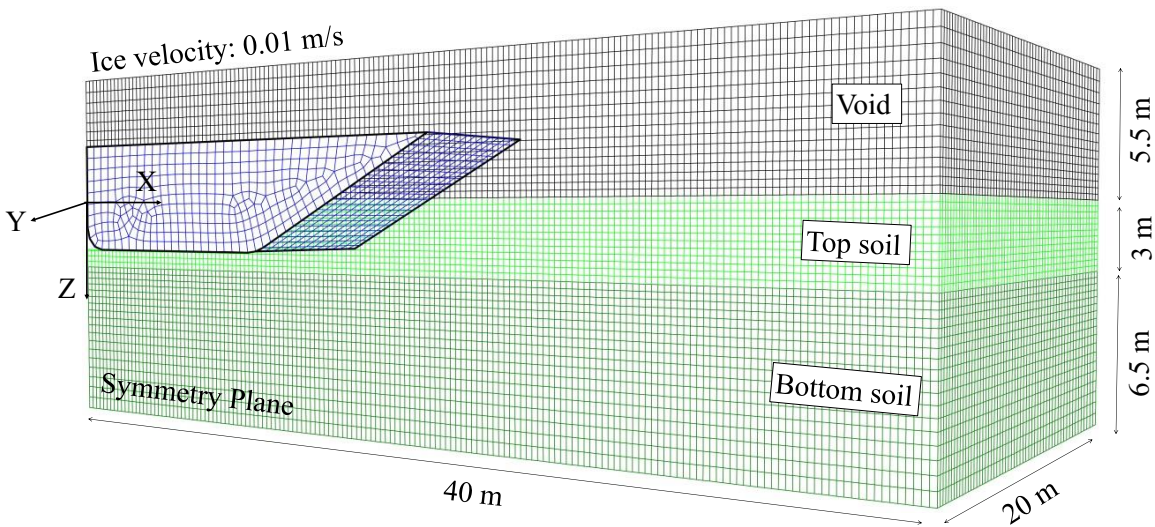 Ice velocity: 0.01 m/s
Void
5.5 m
X
Y
Top soil
3 m
Z
Bottom soil
6.5 m
Symmetry Plane
40 m
20 m